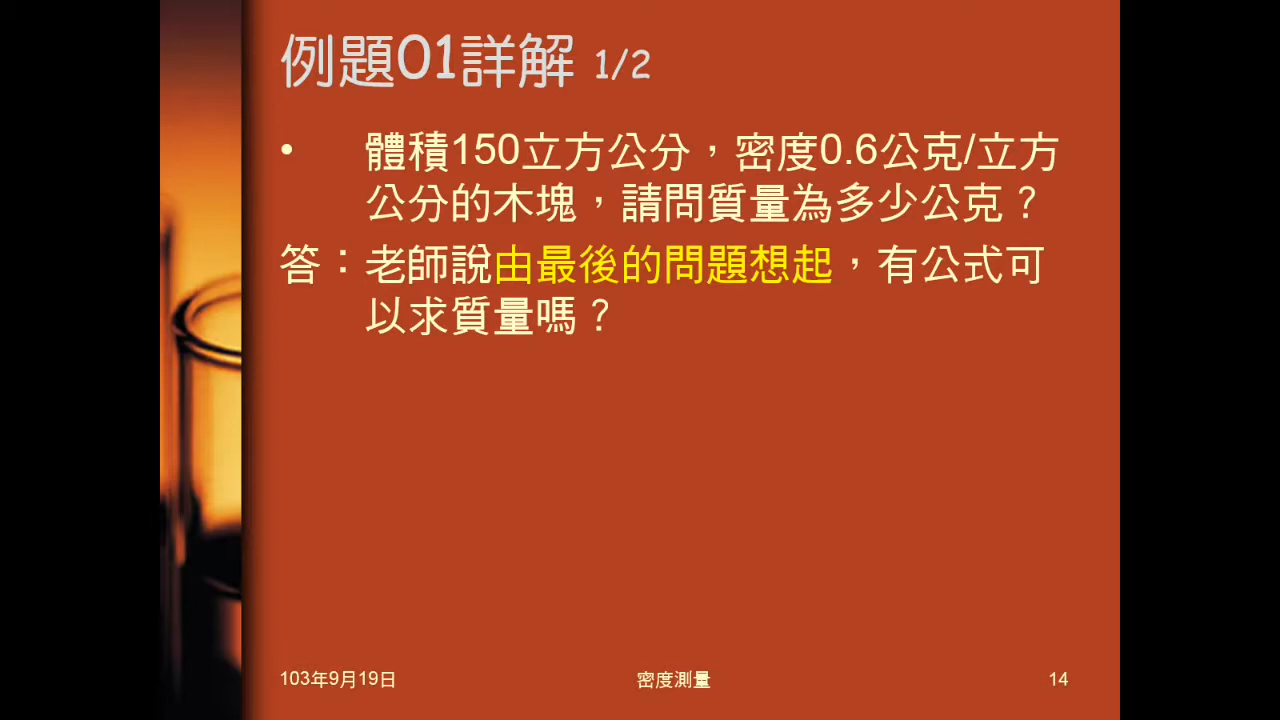 例題01詳解 1/2
• 體積150立方公分，密度0.6公克/立方
公分的木塊，請問質量為多少公克？
答：老師說由最後的問題想起，有公式可
以求質量嗎？
103年9月19日 密度測量 14